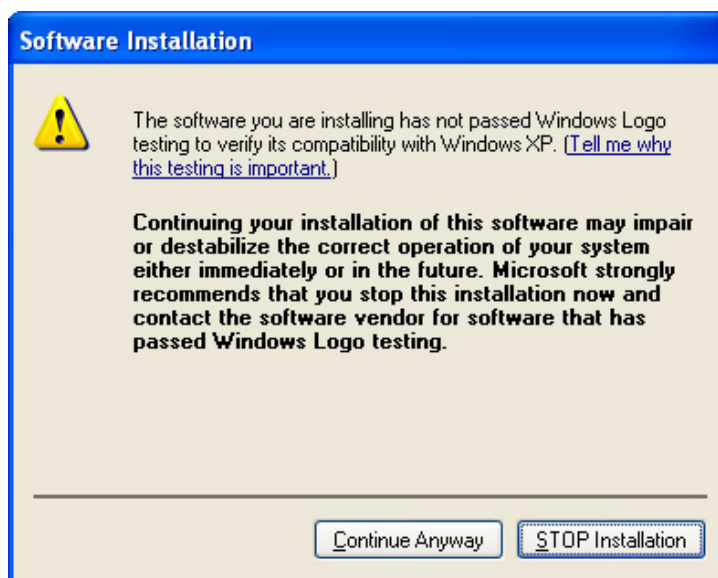 Software Installation
The software you are installing has not passed Windows Logo
testing to verify its compatibility with Windows XP. (Tell me why
this testing is important.)
Continuing your installation of this software may impair
or destabilize the correct operation of your system
either immediately or in the future. Microsoft strongly
recommends that you stop this installation now and
contact the software vendor for software that has
passed Windows Logo testing.
Continue Anyway
STOP Installation